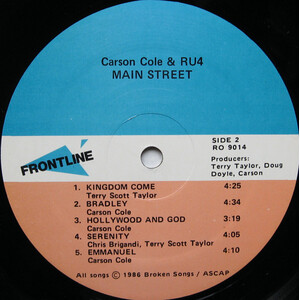 Carson Cole & RU4
MAIN STREET
FRONTLINE
SIDE 2
RO 9014
Producers:
Terry Taylor, Doug
Doyle, Carson
1. KINGDOM COME 4:25
Terry Scott Taylor
2. BRADLEY 4:34
Carson Cole
3. HOLLYWOOD AND GOD 3:19
Carson Cole
4. SERENITY 4:05
Chris Brigandi, Terry Scott Taylor
5. EMMANUEL 4:10
Carson Cole
All songs © 1986 Broken Songs / ASCAP